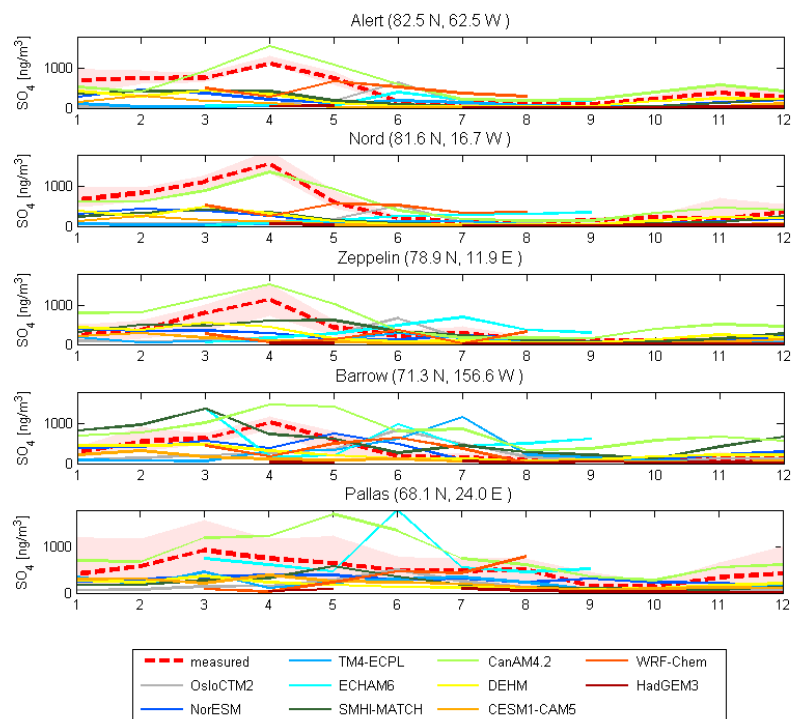 Alert (82.5 N, 62.5 W )
SO4 [ng/m3]
1000
0
1 2 3 4 5 6 7 8 9 10 11 12
Nord (81.6 N, 16.7 W )
SO4 [ng/m3]
1000
0
1 2 3 4 5 6 7 8 9 10 11 12
Zeppelin (78.9 N, 11.9 E )
SO4 [ng/m3]
1000
0
1 2 3 4 5 6 7 8 9 10 11 12
Barrow (71.3 N, 156.6 W )
SO4 [ng/m3]
1000
0
1 2 3 4 5 6 7 8 9 10 11 12
Pallas (68.1 N, 24.0 E )
SO4 [ng/m3]
1000
0
1 2 3 4 5 6 7 8 9 10 11 12
measured TM4-ECPL CanAM4.2 WRF-Chem
OsloCTM2 ECHAM6 DEHM HadGEM3
NorESM SMHI-MATCH CESM1-CAM5